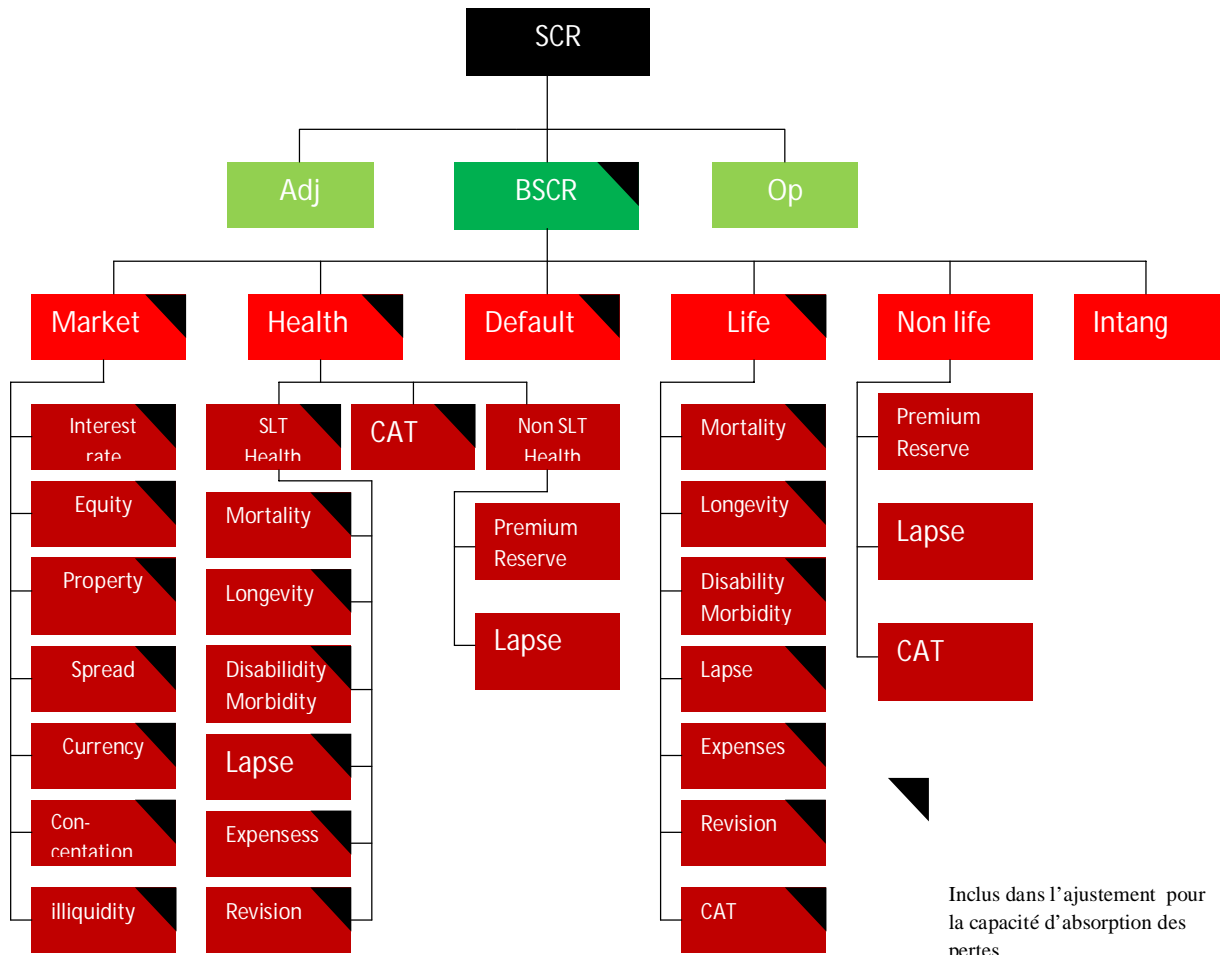 SCR
Adj
BSCR
Op
Market
Health
Default
Life
Non life
Intang
Interest
rate
Equity
Property
Spread
Currency
Con-
centation
illiquidity
SLT
Health
CAT
Non SLT
Health
Mortality
Longevity
Disabilidity
Morbidity
Lapse
Expensess
Revision
Premium
Reserve
Lapse
Mortality
Longevity
Disability
Morbidity
Lapse
Expenses
Revision
CAT
Premium
Reserve
Lapse
CAT
Inclus dans l’ajustement pour
la capacité d’absorption des
pertes